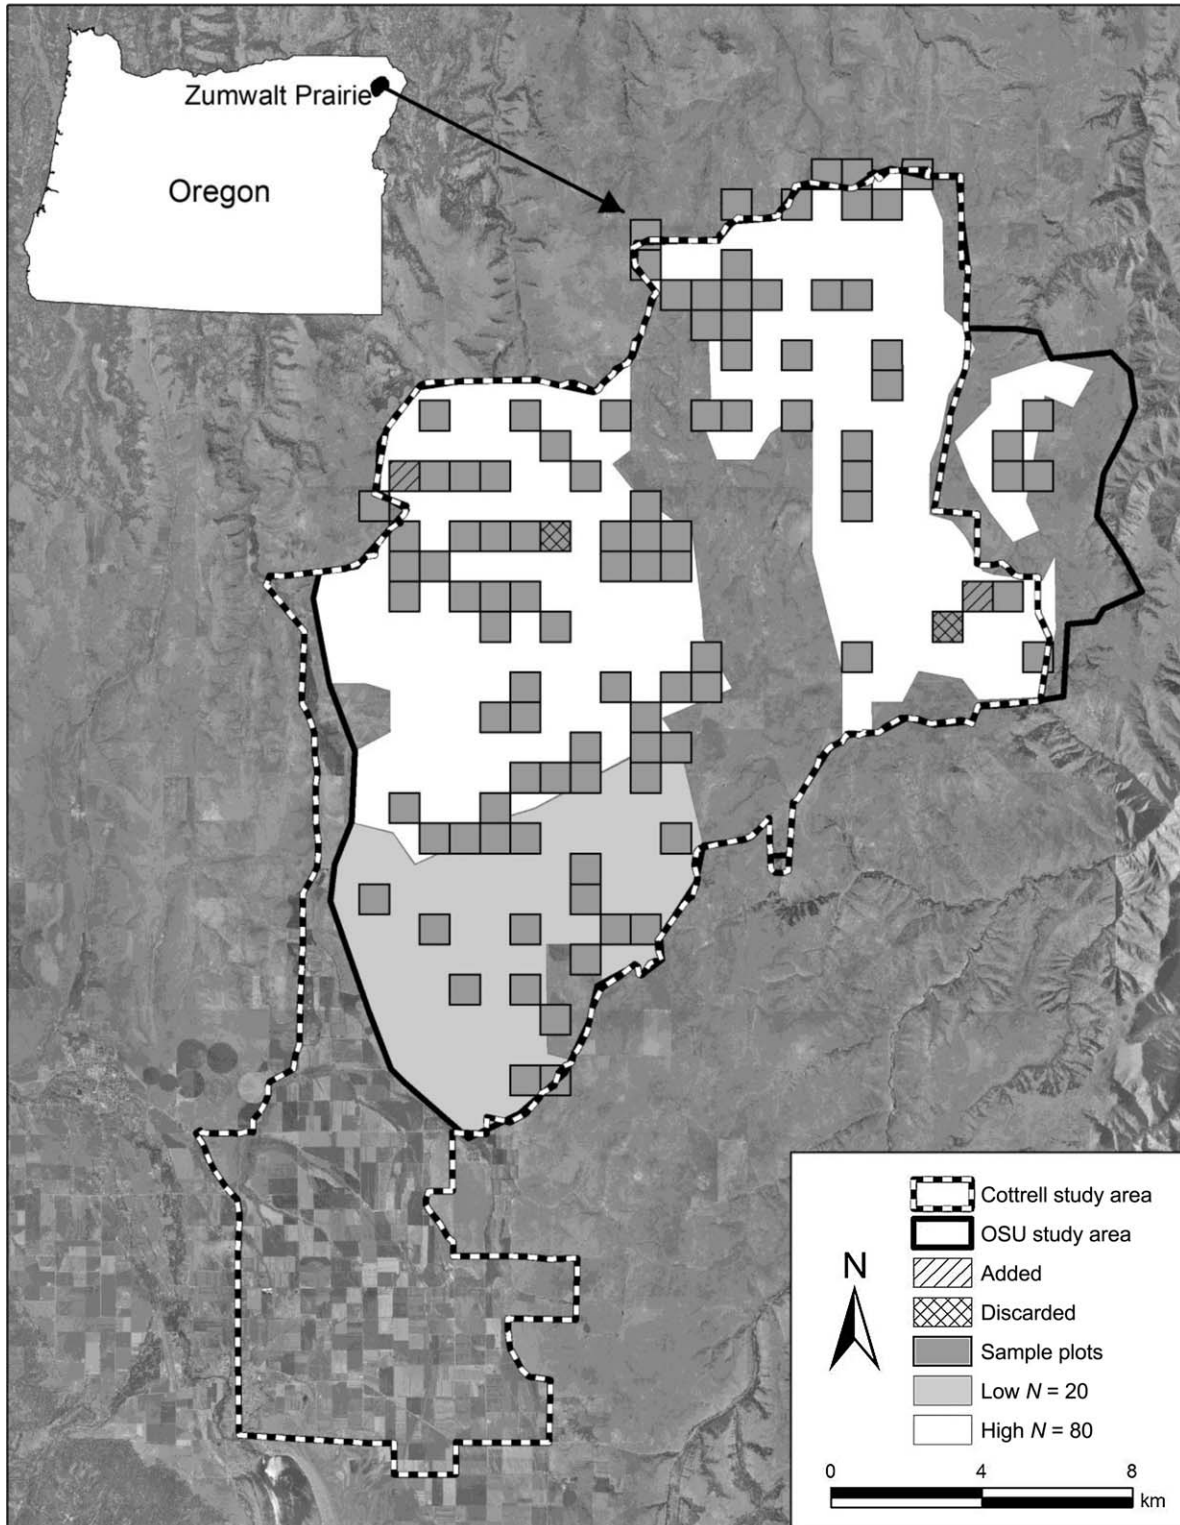 Zumwalt Prairie
Oregon
Cottrell study area
OSU study area
Added
Discarded
Sample plots
Low N = 20
High N = 80
N
0 4 8
km